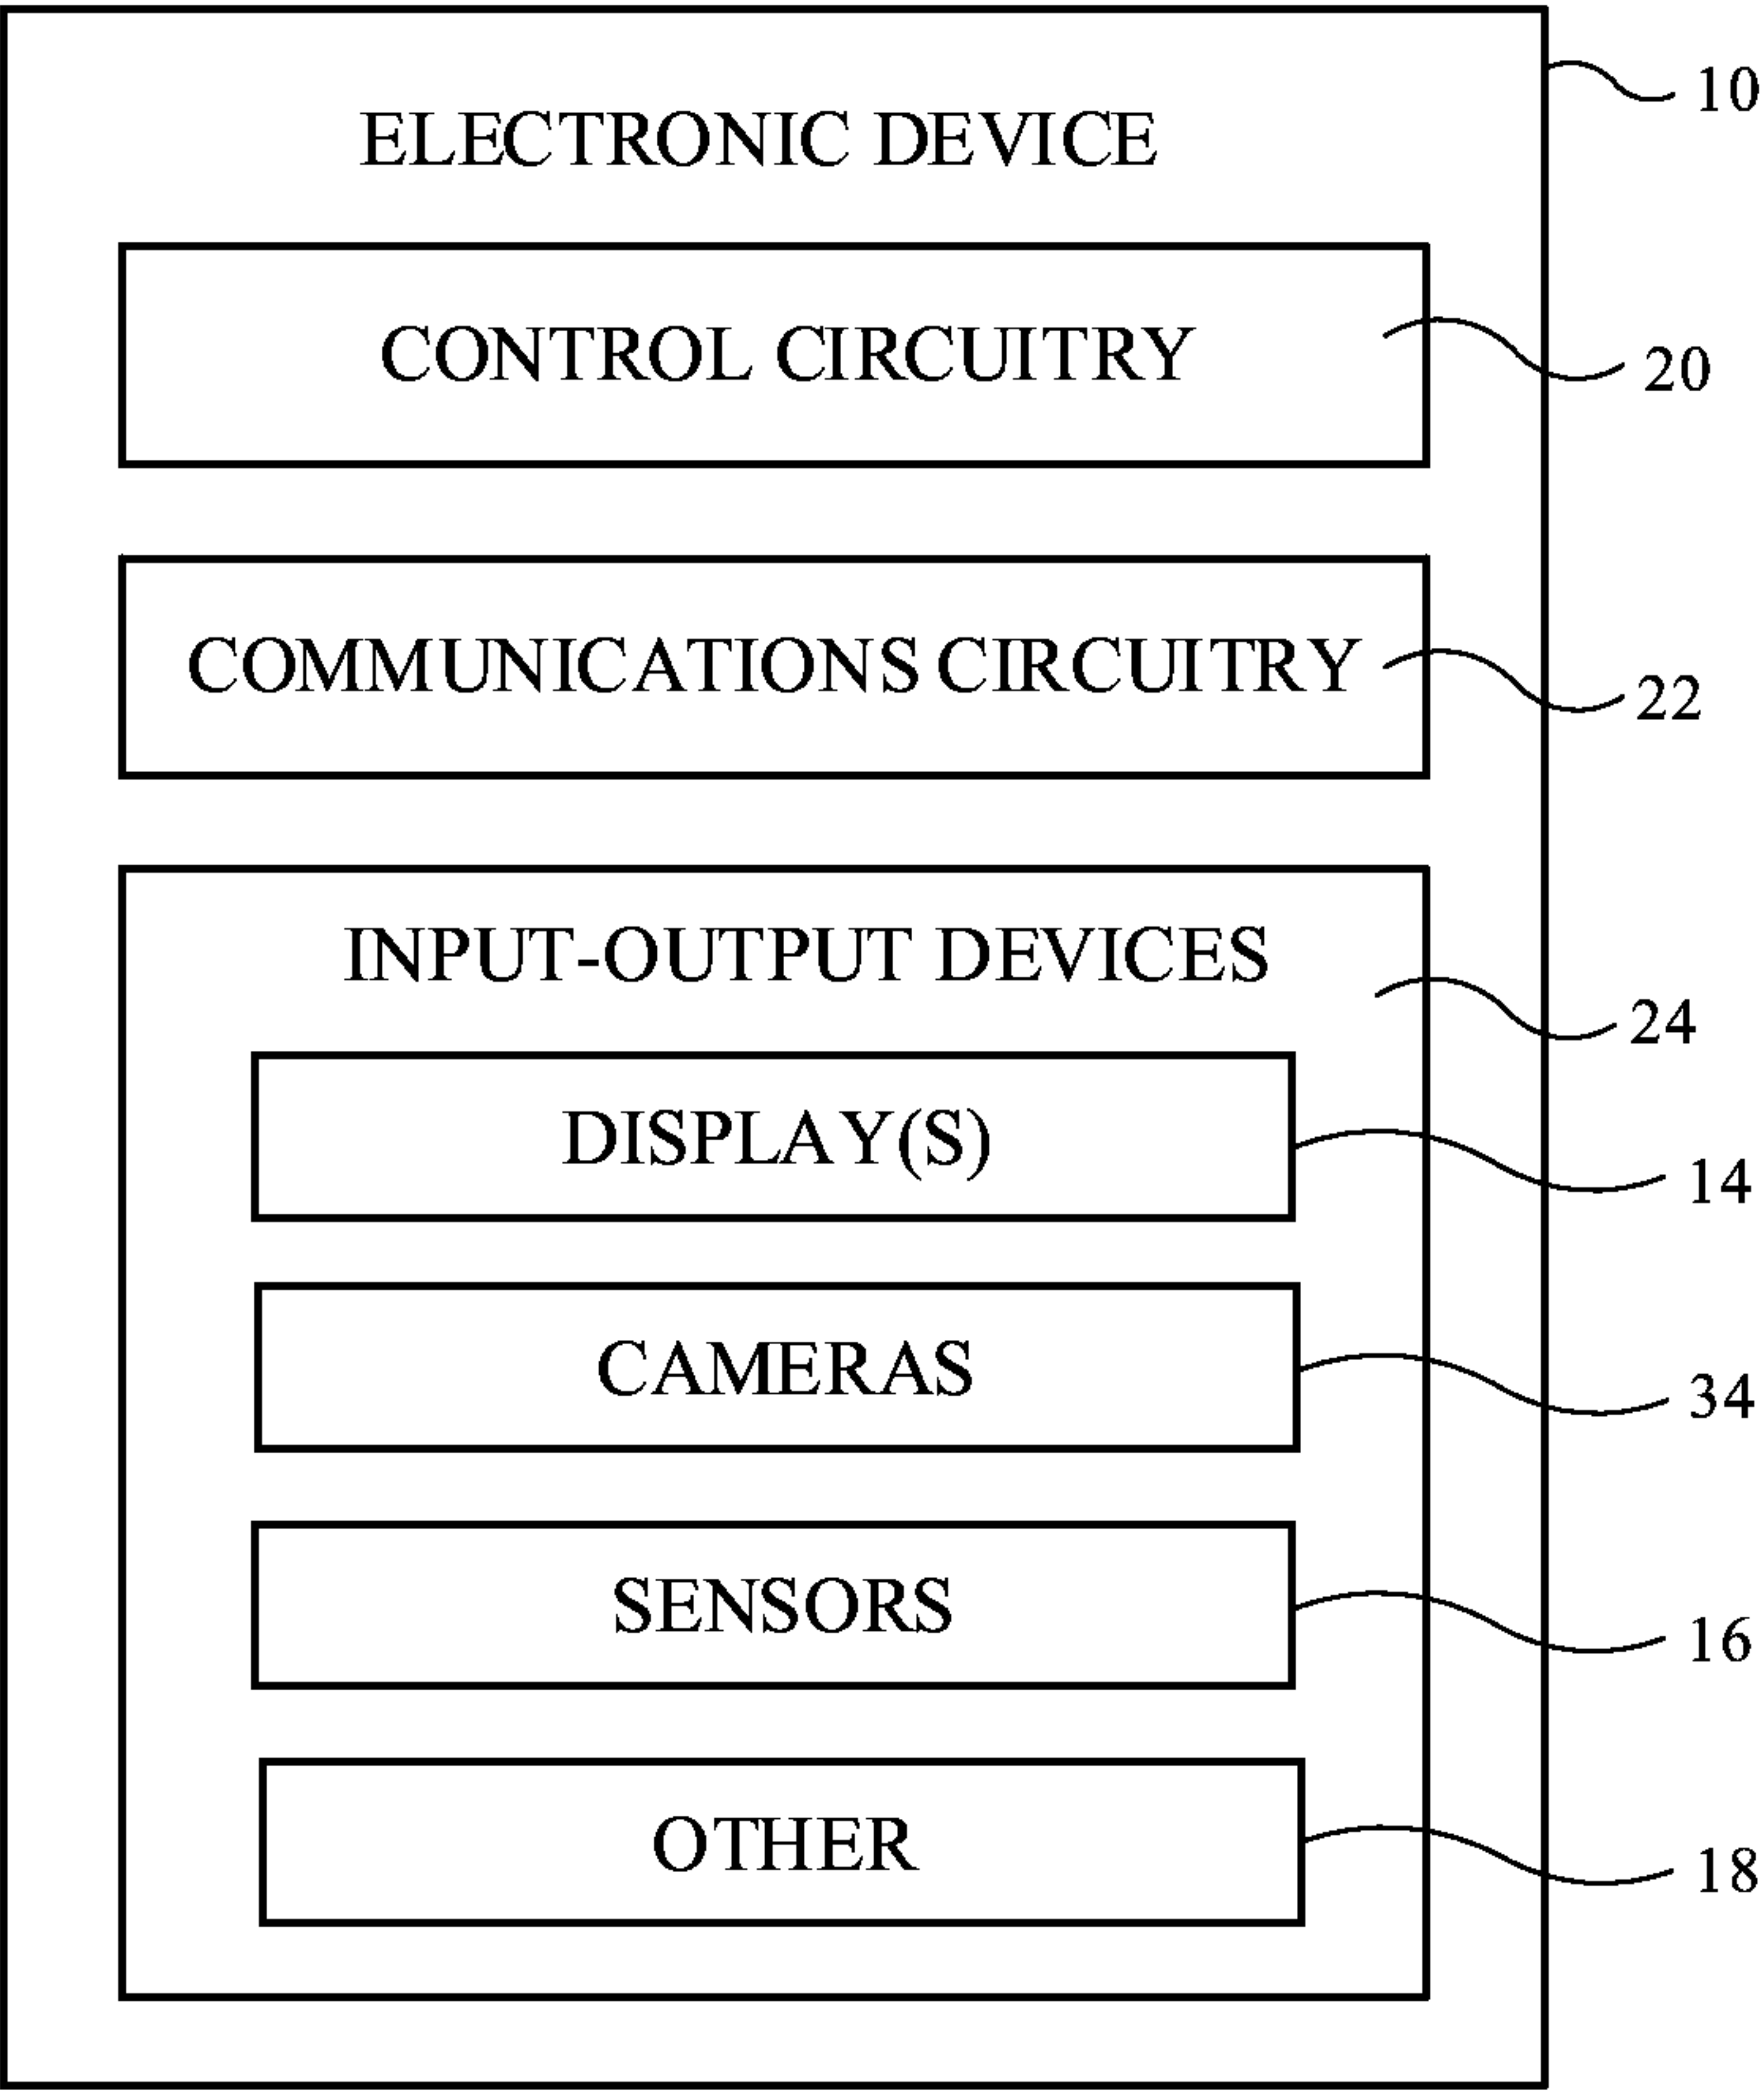 ELECTRONIC DEVICE
10
CONTROL CIRCUITRY
20
COMMUNICATIONS CIRCUITRY
22
INPUT-OUTPUT DEVICES
24
DISPLAY(S)
14
CAMERAS
34
SENSORS
16
OTHER
18